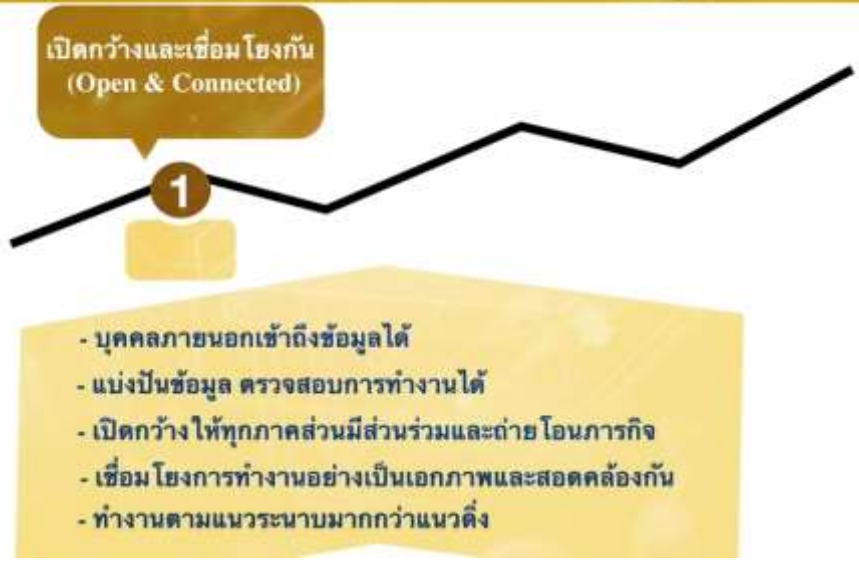 เปิดกว้างและเชื่อมโยงกัน
(Open & Connected)
1
- บุคคลภายนอกเข้าถึงข้อมูลได้
- แบ่งปันข้อมูล ตรวจสอบการทำงานได้
- เปิดกว้างให้ทุกภาคส่วนมีส่วนร่วมและถ่ายโอนภารกิจ
- เชื่อมโยงการทำงานอย่างเป็นเอกภาพและสอดคล้องกัน
- ทำงานตามแนวระนาบมากกว่าแนวดิ่ง